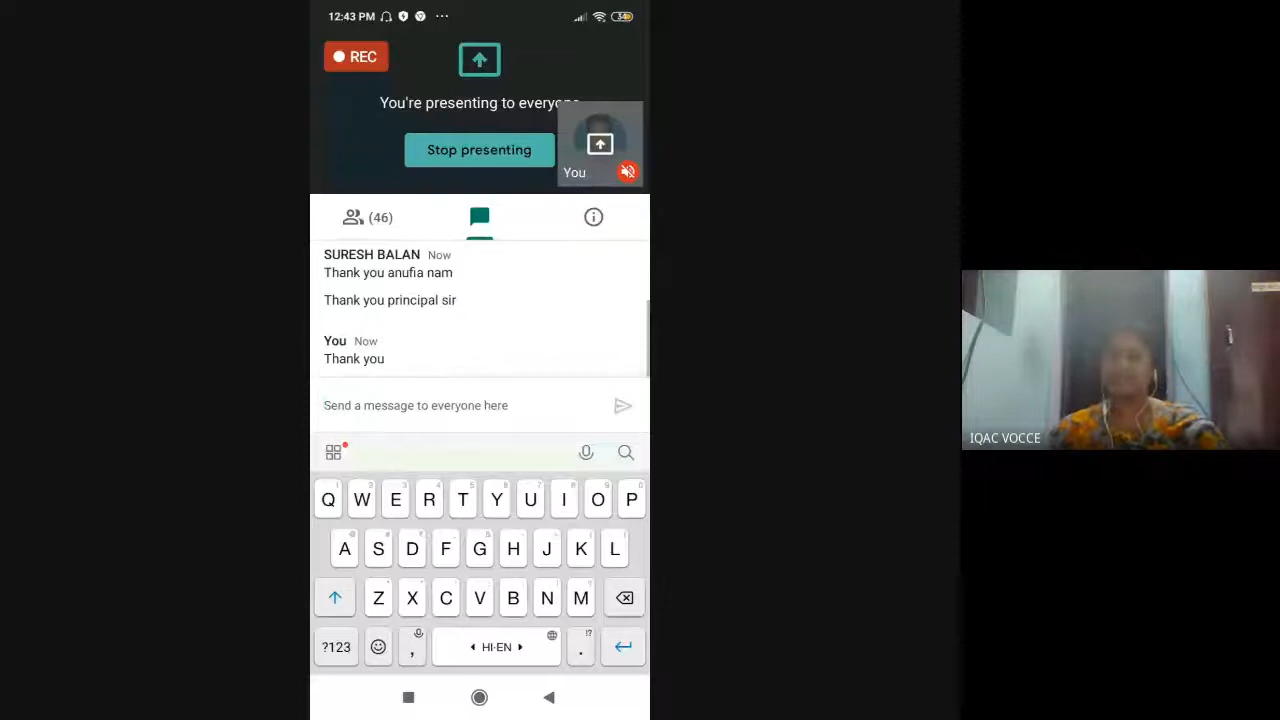 12:43 PM ... 34
REC
You're presenting to everyone
Stop presenting
You
(46)
SURESH BALAN Now
Thank you anufia nam
Thank you principal sir
You Now
Thank you
Send a message to everyone here
Q W E R T Y U I O P
A S D F G H J K L
Z X C V B N M
?123 , HI·EN .
IQAC VOCCE